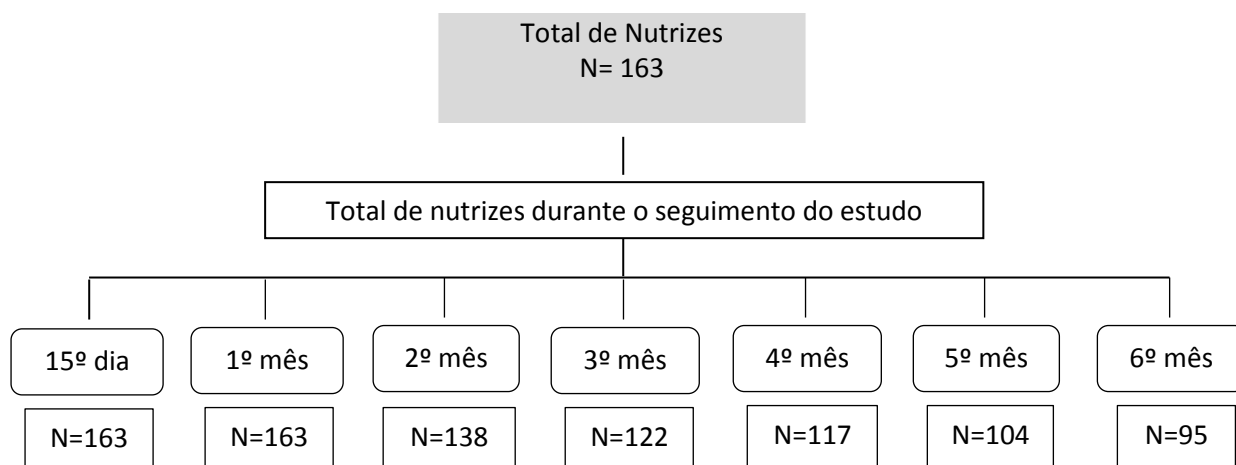 Total de Nutrizes
N= 163
Total de nutrizes durante o seguimento do estudo
15º dia
1º mês
2º mês
3º mês
4º mês
5º mês
6º mês
N=163
N=163
N=138
N=122
N=117
N=104
N=95